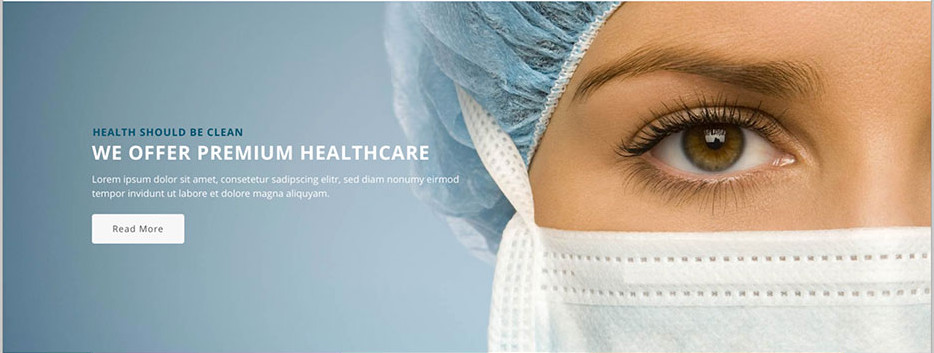 HEALTH SHOULD BE CLEAN
WE OFFER PREMIUM HEALTHCARE
Lorem ipsum dolor sit amet, consetetur sadipscing elitr, sed diam nonumy eirmod
tempor invidunt ut labore et dolore magna aliquyam.
Read More